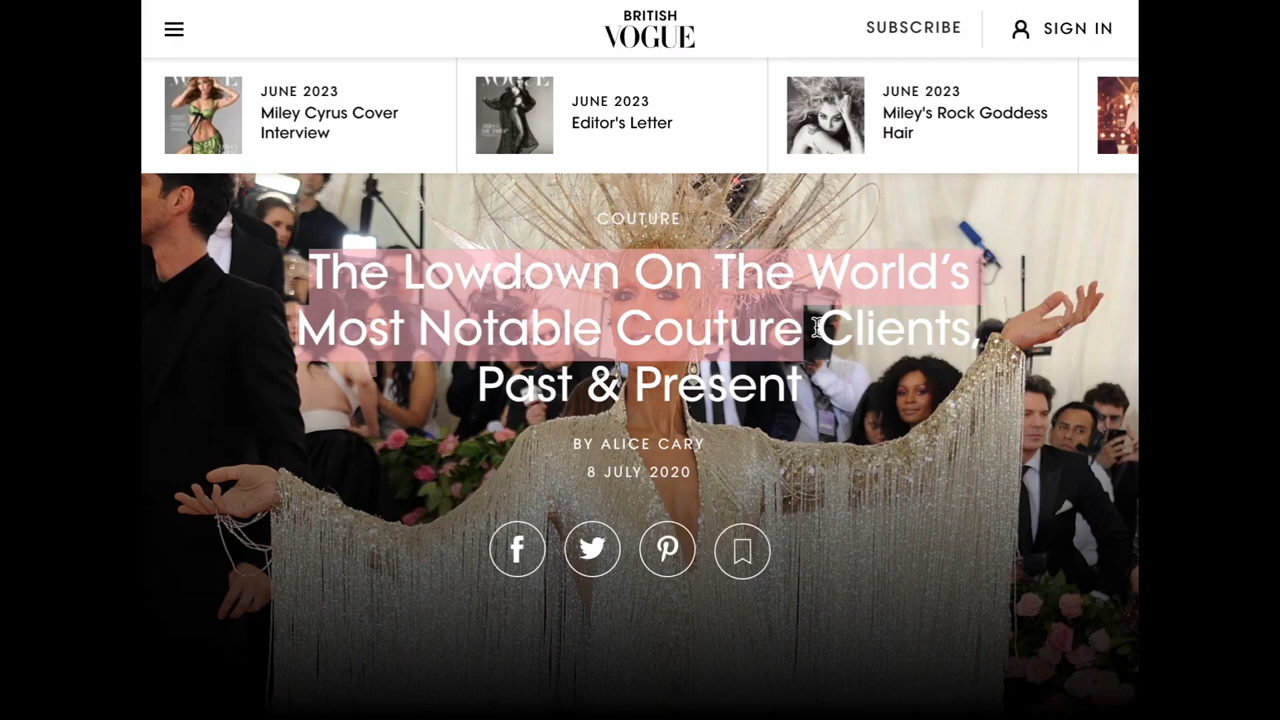 BRITISH
VOGUE
SUBSCRIBE
SIGN IN
JUNE 2023
Miley Cyrus Cover
Interview
JUNE 2023
Editor's Letter
JUNE 2023
Miley's Rock Goddess
Hair
COUTURE
The Lowdown On The World’s
Most Notable Couture Clients,
Past & Present
BY ALICE CARY
8 JULY 2020